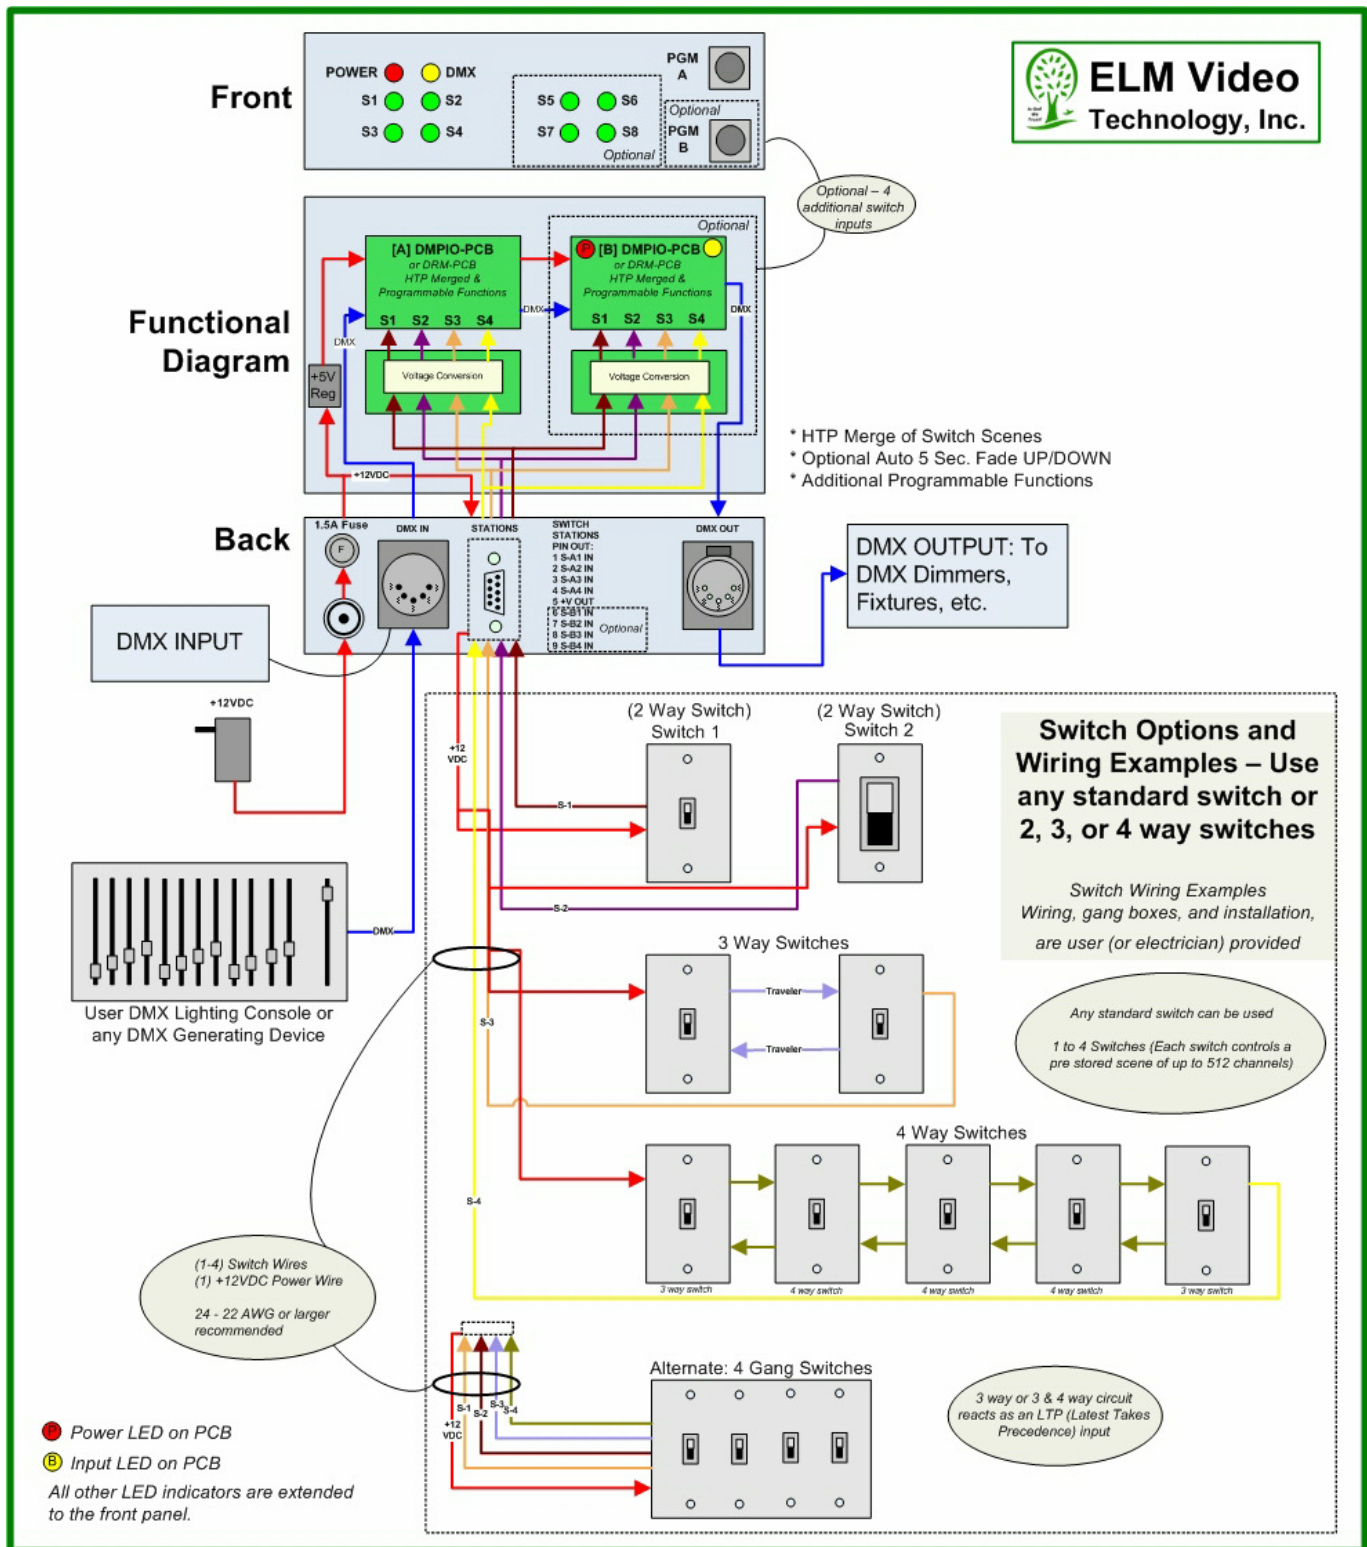 Front
POWER
DMX
S1
S2
S3
S4
S5
S6
S7
S8
Optional
PGM
A
Optional
PGM
B
In God
We
Trust
ELM Video
Technology, Inc.
Optional – 4
additional switch
inputs
Functional
Diagram
[A] DMPIO-PCB
or DRM-PCB
HTP Merged &
Programmable Functions
S1 S2 S3 S4
Voltage Conversion
Optional
P
[B] DMPIO-PCB
or DRM-PCB
HTP Merged &
Programmable Functions
S1 S2 S3 S4
Voltage Conversion
DMX
DMX
DMX
+5V
Reg
+12VDC
* HTP Merge of Switch Scenes
* Optional Auto 5 Sec. Fade UP/DOWN
* Additional Programmable Functions
Back
1.5A Fuse
F
DMX IN
STATIONS
SWITCH
STATIONS
PIN OUT:
1 S-A1 IN
2 S-A2 IN
3 S-A3 IN
4 S-A4 IN
5 +V OUT
6 S-B1 IN
7 S-B2 IN
8 S-B3 IN
9 S-B4 IN
Optional
DMX OUT
DMX OUTPUT: To
DMX Dimmers,
Fixtures, etc.
DMX INPUT
+12VDC
+12
VDC
(2 Way Switch)
Switch 1
(2 Way Switch)
Switch 2
S-1
S-2
Switch Options and
Wiring Examples – Use
any standard switch or
2, 3, or 4 way switches
Switch Wiring Examples
Wiring, gang boxes, and installation,
are user (or electrician) provided
DMX
User DMX Lighting Console or
any DMX Generating Device
3 Way Switches
Traveler
Traveler
S-3
Any standard switch can be used
1 to 4 Switches (Each switch controls a
pre stored scene of up to 512 channels)
4 Way Switches
S-4
3 way switch
4 way switch
4 way switch
4 way switch
3 way switch
(1-4) Switch Wires
(1) +12VDC Power Wire
24 - 22 AWG or larger
recommended
Alternate: 4 Gang Switches
+12
VDC
S-1
S-2
S-3
S-4
3 way or 3 & 4 way circuit
reacts as an LTP (Latest Takes
Precedence) input
P
Power LED on PCB
B
Input LED on PCB
All other LED indicators are extended
to the front panel.